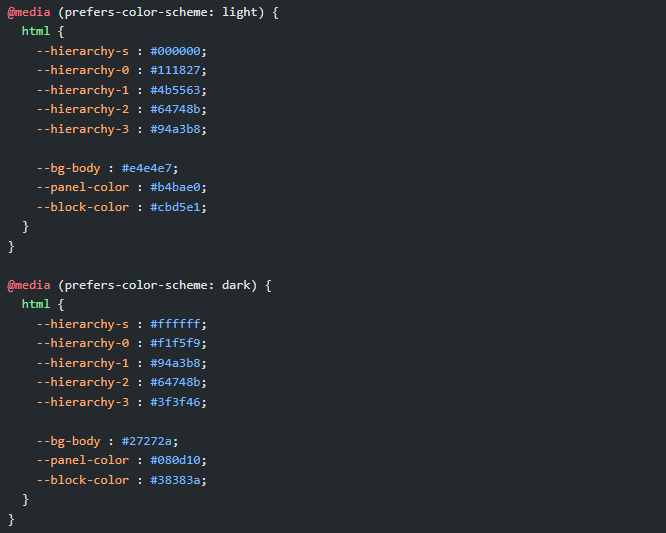 @media (prefers-color-scheme: light) {
  html {
    --hierarchy-s : #000000;
    --hierarchy-0 : #111827;
    --hierarchy-1 : #4b5563;
    --hierarchy-2 : #64748b;
    --hierarchy-3 : #94a3b8;

    --bg-body : #e4e4e7;
    --panel-color : #b4bae0;
    --block-color : #cbd5e1;
  }
}

@media (prefers-color-scheme: dark) {
  html {
    --hierarchy-s : #ffffff;
    --hierarchy-0 : #f1f5f9;
    --hierarchy-1 : #94a3b8;
    --hierarchy-2 : #64748b;
    --hierarchy-3 : #3f3f46;

    --bg-body : #27272a;
    --panel-color : #080d10;
    --block-color : #38383a;
  }
}